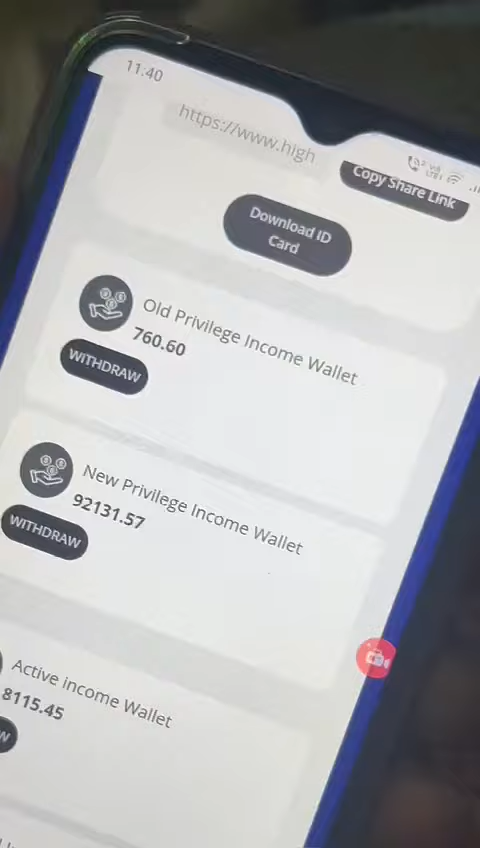 11:40
https://www.high
Copy Share Link
Download ID
Card
Old Privilege Income Wallet
760.60
WITHDRAW
New Privilege Income Wallet
92131.57
WITHDRAW
Active income Wallet
8115.45
W